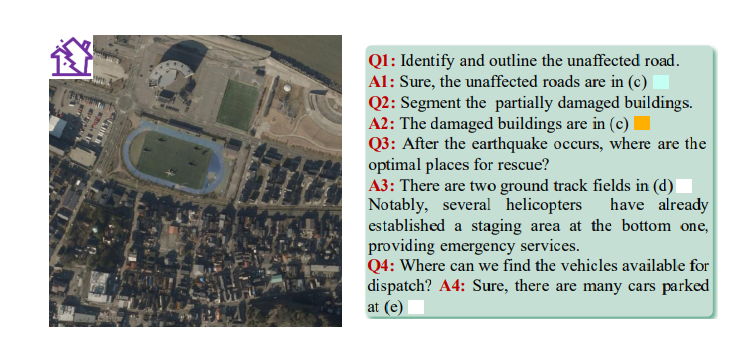 Q1: Identify and outline the unaffected road.
A1: Sure, the unaffected roads are in (c)
Q2: Segment the partially damaged buildings.
A2: The damaged buildings are in (c)
Q3: After the earthquake occurs, where are the
optimal places for rescue?
A3: There are two ground track fields in (d)
Notably, several helicopters have already
established a staging area at the bottom one,
providing emergency services.
Q4: Where can we find the vehicles available for
dispatch? A4: Sure, there are many cars parked
at (e)